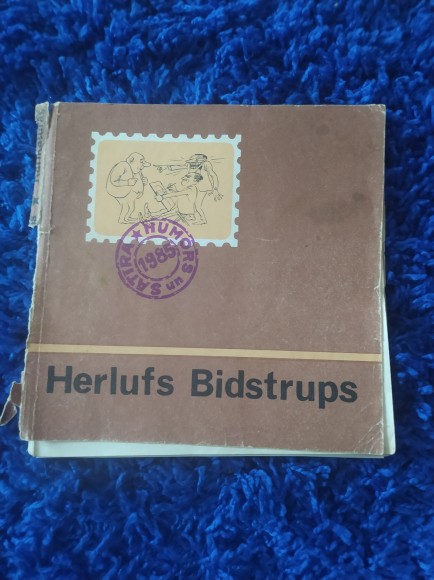 ★ HUMORS un SATĪRA
1985
Herlufs Bidstrups